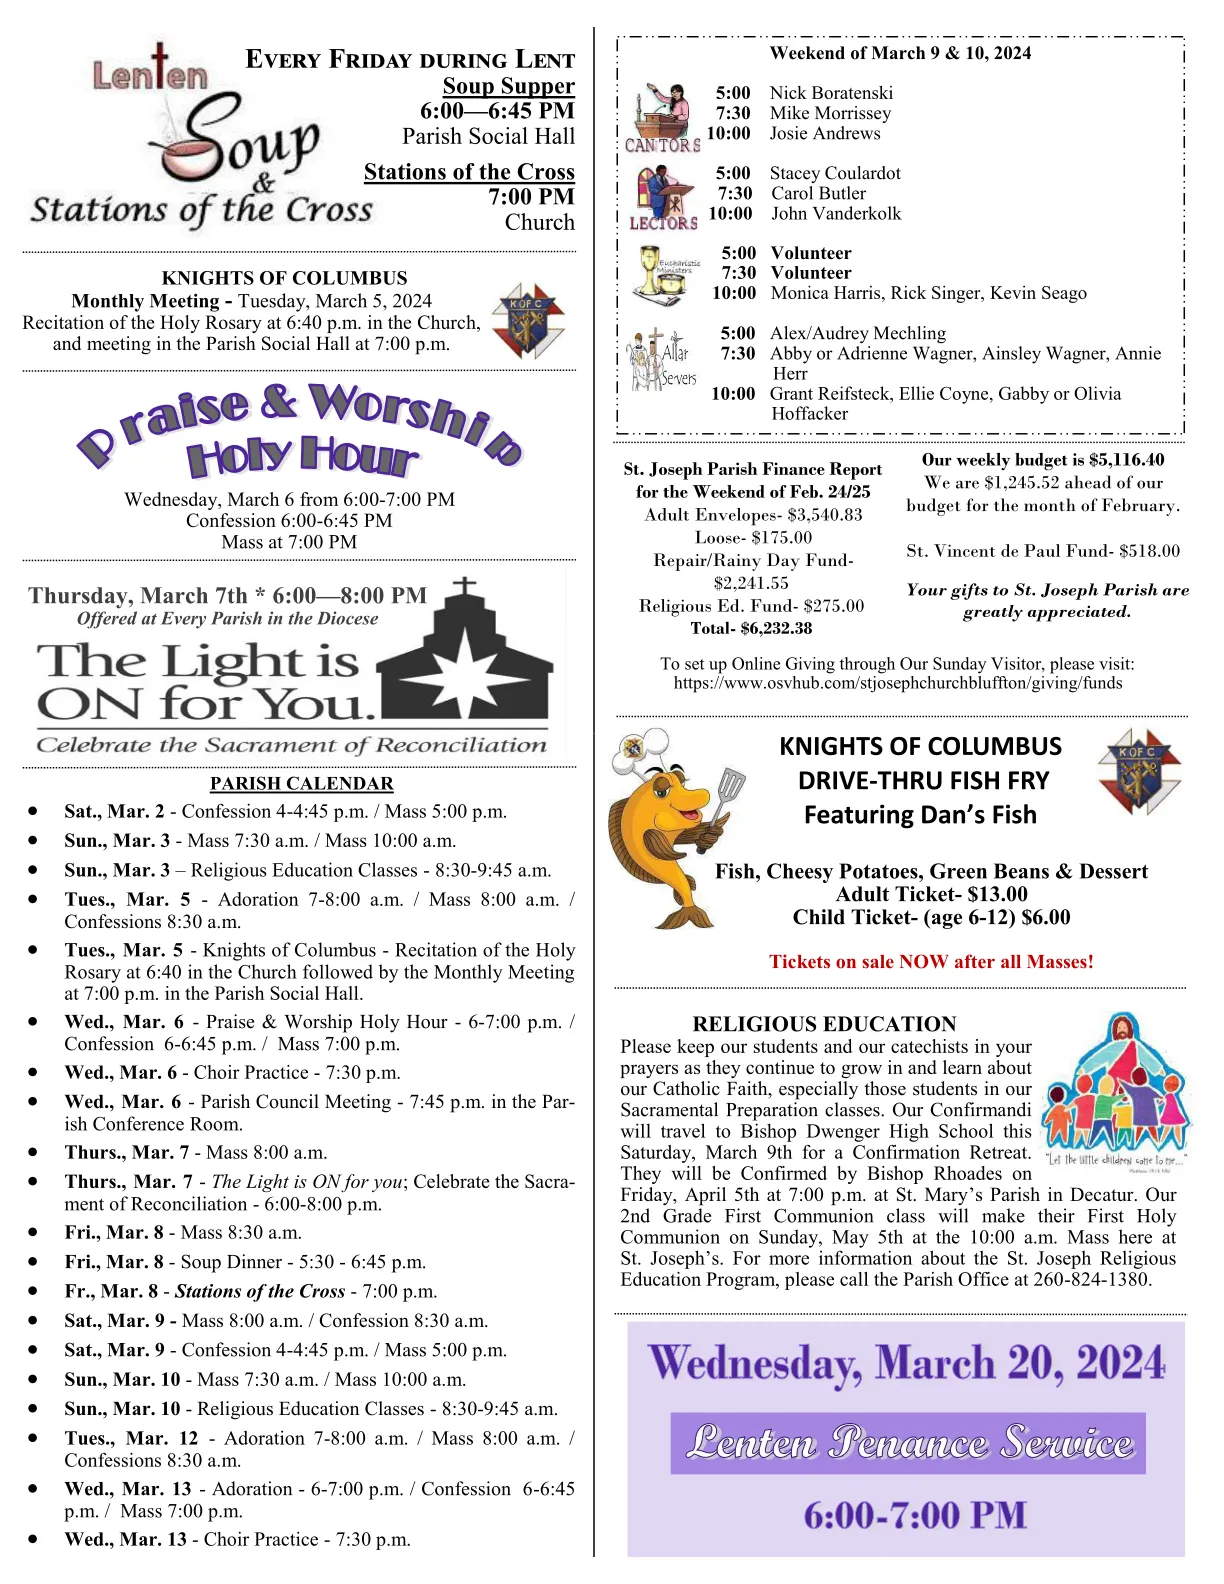 Lenten
Soup
&
Stations of the Cross
EVERY FRIDAY DURING LENT
Soup Supper
6:00—6:45 PM
Parish Social Hall
Stations of the Cross
7:00 PM
Church
KNIGHTS OF COLUMBUS
Monthly Meeting - Tuesday, March 5, 2024
Recitation of the Holy Rosary at 6:40 p.m. in the Church,
and meeting in the Parish Social Hall at 7:00 p.m.
K OF C
Praise & Worship
Holy Hour
Wednesday, March 6 from 6:00-7:00 PM
Confession 6:00-6:45 PM
Mass at 7:00 PM
Thursday, March 7th * 6:00—8:00 PM
Offered at Every Parish in the Diocese
The Light is
ON for You.
Celebrate the Sacrament of Reconciliation
PARISH CALENDAR
● Sat., Mar. 2 - Confession 4-4:45 p.m. / Mass 5:00 p.m.
● Sun., Mar. 3 - Mass 7:30 a.m. / Mass 10:00 a.m.
● Sun., Mar. 3 – Religious Education Classes - 8:30-9:45 a.m.
● Tues., Mar. 5 - Adoration 7-8:00 a.m. / Mass 8:00 a.m. /
Confessions 8:30 a.m.
● Tues., Mar. 5 - Knights of Columbus - Recitation of the Holy
Rosary at 6:40 in the Church followed by the Monthly Meeting
at 7:00 p.m. in the Parish Social Hall.
● Wed., Mar. 6 - Praise & Worship Holy Hour - 6-7:00 p.m. /
Confession 6-6:45 p.m. / Mass 7:00 p.m.
● Wed., Mar. 6 - Choir Practice - 7:30 p.m.
● Wed., Mar. 6 - Parish Council Meeting - 7:45 p.m. in the Par-
ish Conference Room.
● Thurs., Mar. 7 - Mass 8:00 a.m.
● Thurs., Mar. 7 - The Light is ON for you; Celebrate the Sacra-
ment of Reconciliation - 6:00-8:00 p.m.
● Fri., Mar. 8 - Mass 8:30 a.m.
● Fri., Mar. 8 - Soup Dinner - 5:30 - 6:45 p.m.
● Fr., Mar. 8 - Stations of the Cross - 7:00 p.m.
● Sat., Mar. 9 - Mass 8:00 a.m. / Confession 8:30 a.m.
● Sat., Mar. 9 - Confession 4-4:45 p.m. / Mass 5:00 p.m.
● Sun., Mar. 10 - Mass 7:30 a.m. / Mass 10:00 a.m.
● Sun., Mar. 10 - Religious Education Classes - 8:30-9:45 a.m.
● Tues., Mar. 12 - Adoration 7-8:00 a.m. / Mass 8:00 a.m. /
Confessions 8:30 a.m.
● Wed., Mar. 13 - Adoration - 6-7:00 p.m. / Confession 6-6:45
p.m. / Mass 7:00 p.m.
● Wed., Mar. 13 - Choir Practice - 7:30 p.m.
Weekend of March 9 & 10, 2024
CANTORS
5:00 Nick Boratenski
7:30 Mike Morrissey
10:00 Josie Andrews
LECTORS
5:00 Stacey Coulardot
7:30 Carol Butler
10:00 John Vanderkolk
Eucharistic
Ministers
5:00 Volunteer
7:30 Volunteer
10:00 Monica Harris, Rick Singer, Kevin Seago
Altar
Servers
5:00 Alex/Audrey Mechling
7:30 Abby or Adrienne Wagner, Ainsley Wagner, Annie
Herr
10:00 Grant Reifsteck, Ellie Coyne, Gabby or Olivia
Hoffacker
St. Joseph Parish Finance Report
for the Weekend of Feb. 24/25
Adult Envelopes- $3,540.83
Loose- $175.00
Repair/Rainy Day Fund-
$2,241.55
Religious Ed. Fund- $275.00
Total- $6,232.38
Our weekly budget is $5,116.40
We are $1,245.52 ahead of our
budget for the month of February.
St. Vincent de Paul Fund- $518.00
Your gifts to St. Joseph Parish are
greatly appreciated.
To set up Online Giving through Our Sunday Visitor, please visit:
https://www.osvhub.com/stjosephchurchbluffton/giving/funds
KNIGHTS OF COLUMBUS
DRIVE-THRU FISH FRY
Featuring Dan's Fish
K OF C
Fish, Cheesy Potatoes, Green Beans & Dessert
Adult Ticket- $13.00
Child Ticket- (age 6-12) $6.00
Tickets on sale NOW after all Masses!
RELIGIOUS EDUCATION
Please keep our students and our catechists in your
prayers as they continue to grow in and learn about
our Catholic Faith, especially those students in our
Sacramental Preparation classes. Our Confirmandi
will travel to Bishop Dwenger High School this
Saturday, March 9th for a Confirmation Retreat.
They will be Confirmed by Bishop Rhoades on
Friday, April 5th at 7:00 p.m. at St. Mary's Parish in Decatur. Our
2nd Grade First Communion class will make their First Holy
Communion on Sunday, May 5th at the 10:00 a.m. Mass here at
St. Joseph's. For more information about the St. Joseph Religious
Education Program, please call the Parish Office at 260-824-1380.
"Let the little children come to me..."
Wednesday, March 20, 2024
Lenten Penance Service
6:00-7:00 PM